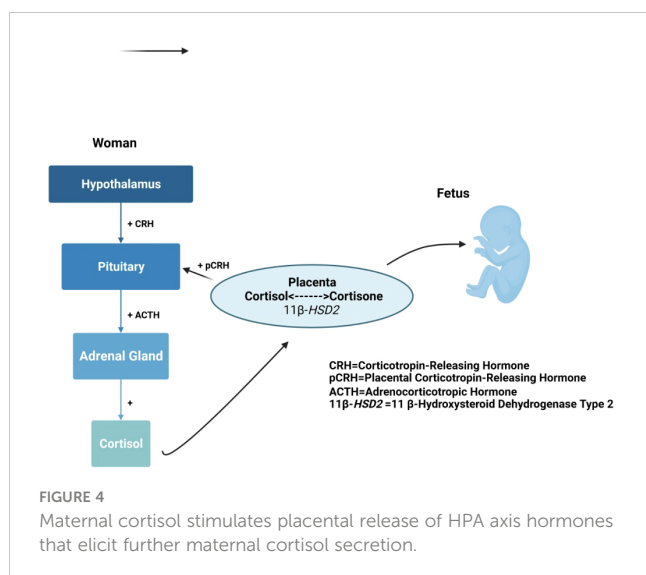 Woman
Hypothalamus
+ CRH
Pituitary
+ pCRH
+ ACTH
Adrenal Gland
+
Cortisol
Placenta
Cortisol<------>Cortisone
11β-HSD2
Fetus
CRH=Corticotropin-Releasing Hormone
pCRH=Placental Corticotropin-Releasing Hormone
ACTH=Adrenocorticotropic Hormone
11β-HSD2 =11 β-Hydroxysteroid Dehydrogenase Type 2
FIGURE 4
Maternal cortisol stimulates placental release of HPA axis hormones
that elicit further maternal cortisol secretion.